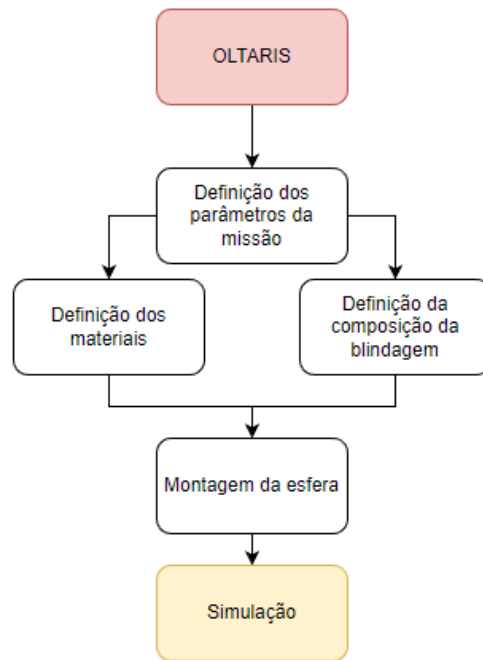 OLTARIS
Definição dos
parâmetros da
missão
Definição dos
materiais
Definição da
composição da
blindagem
Montagem da esfera
Simulação